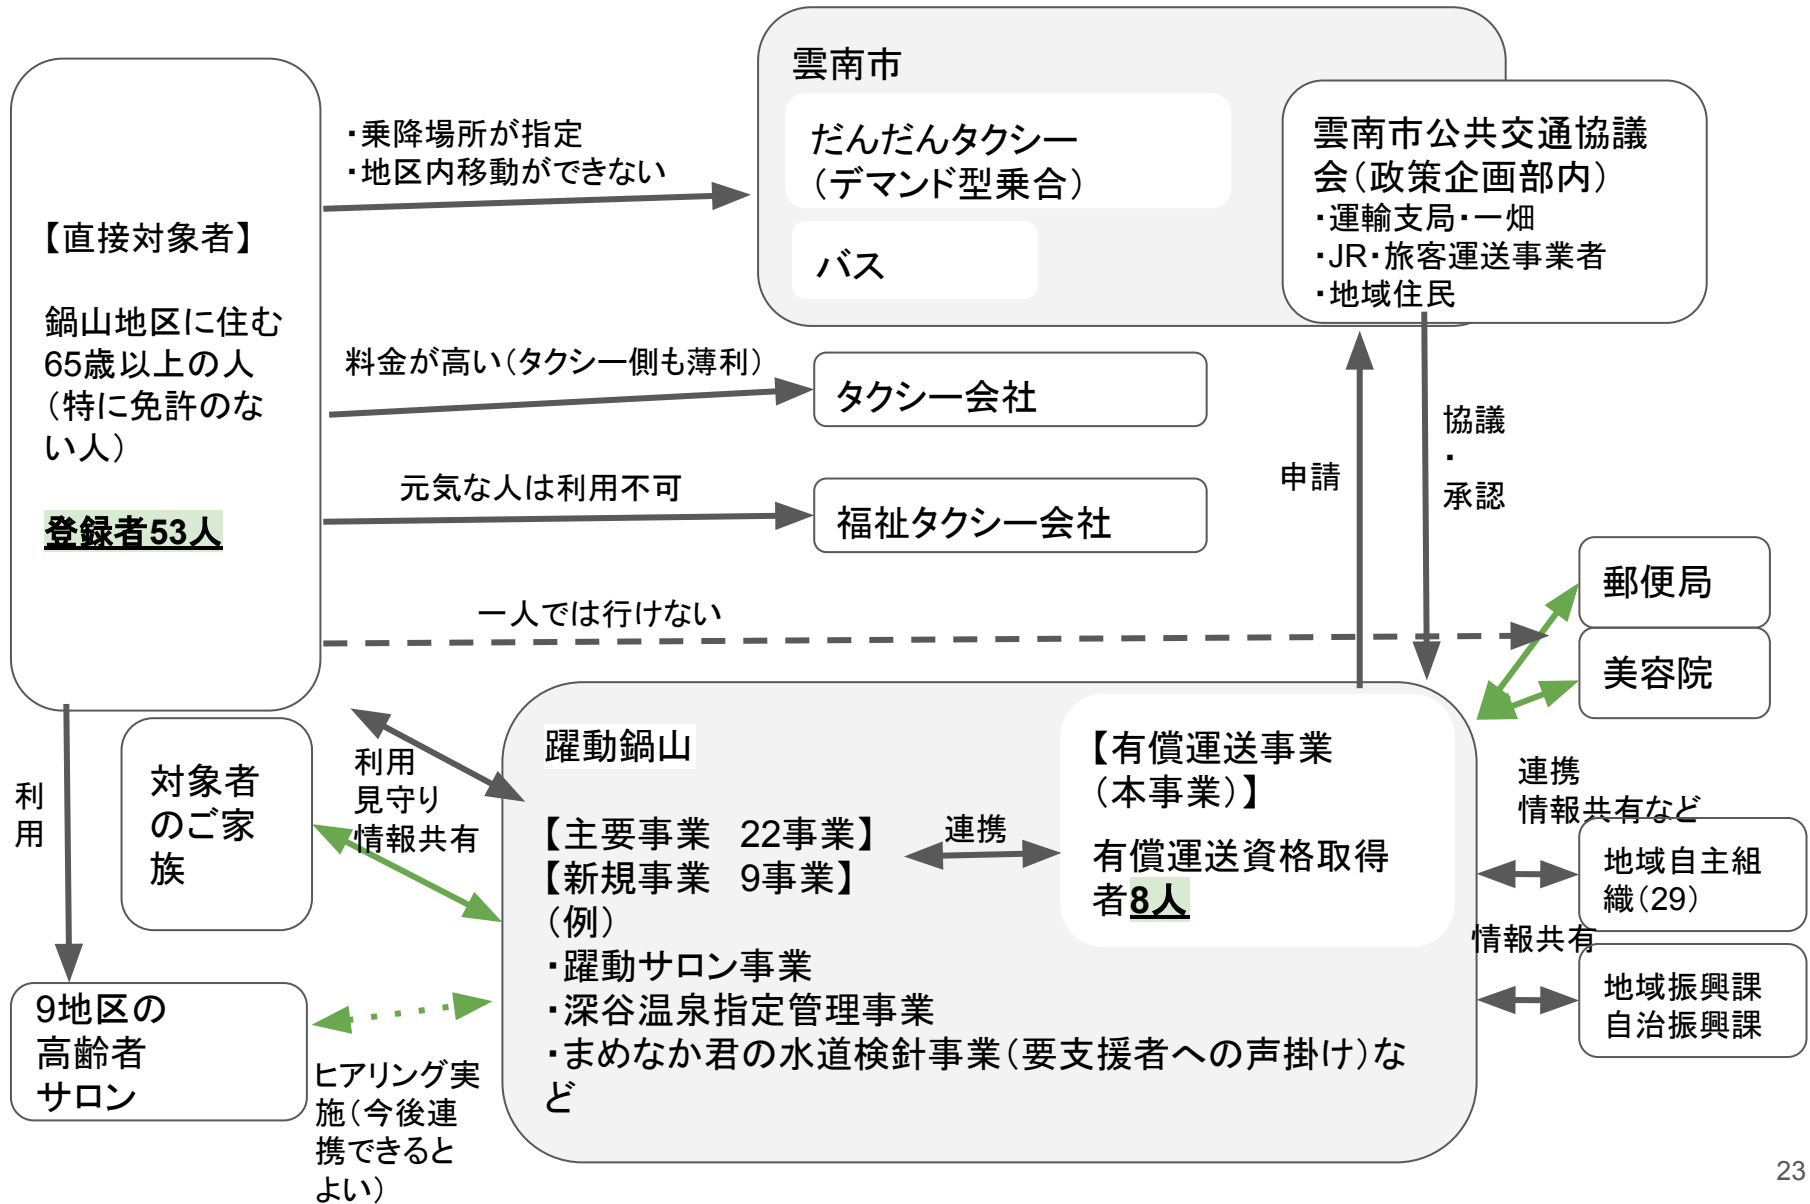 雲南市
だんだんタクシー
（デマンド型乗合）
バス
雲南市公共交通協議
会（政策企画部内）
・運輸支局・一畑
・JR・旅客運送事業者
・地域住民
・乗降場所が指定
・地区内移動ができない
【直接対象者】
鍋山地区に住む
65歳以上の人
（特に免許のな
い人）
登録者53人
料金が高い（タクシー側も薄利）
タクシー会社
元気な人は利用不可
福祉タクシー会社
申請
協議
・
承認
一人では行けない
郵便局
美容院
利
用
対象者
のご家
族
利用
見守り
情報共有
躍動鍋山
【主要事業　22事業】
【新規事業　9事業】
（例）
・躍動サロン事業
・深谷温泉指定管理事業
・まめなか君の水道検針事業（要支援者への声掛け）な
ど
連携
【有償運送事業
（本事業）】
有償運送資格取得
者8人
連携
情報共有など
地域自主組
織（29）
情報共有
地域振興課
自治振興課
9地区の
高齢者
サロン
ヒアリング実
施（今後連
携できると
よい）
23